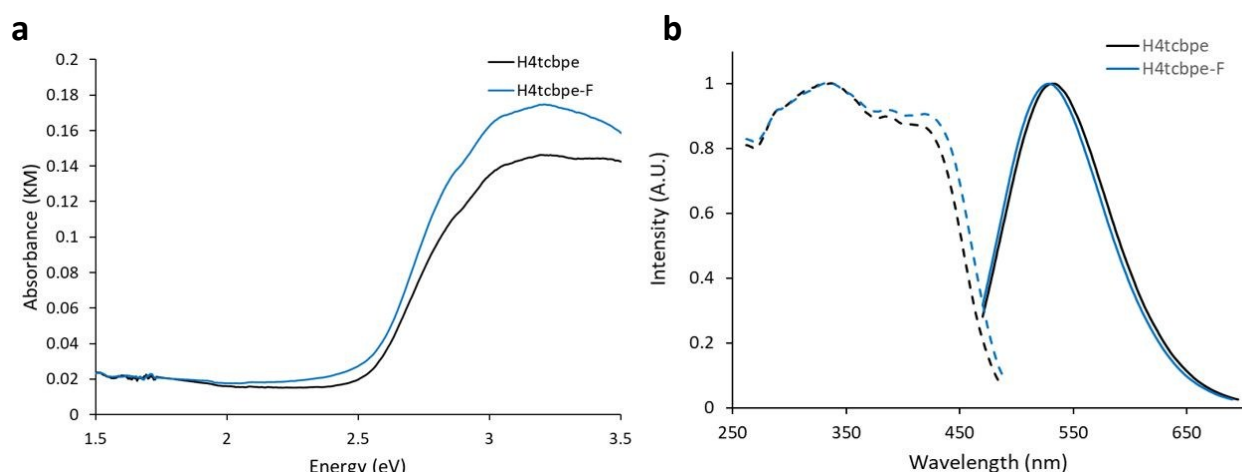 a
H4tcbpe
H4tcbpe-F
Absorbance (KM)
0.2
0.18
0.16
0.14
0.12
0.1
0.08
0.06
0.04
0.02
0
1.5 2 2.5 3 3.5
Energy (eV)
b
H4tcbpe
H4tcbpe-F
Intensity (A.U.)
1
0.8
0.6
0.4
0.2
0
250 350 450 550 650
Wavelength (nm)